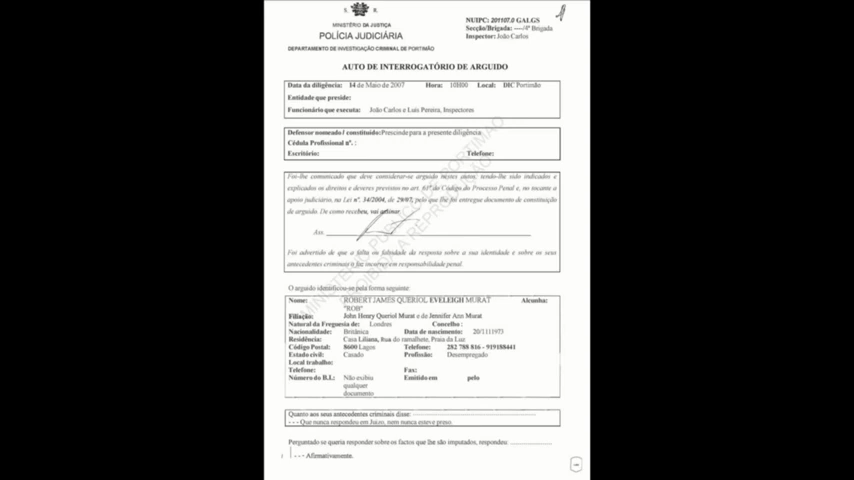 S. R.
MINISTÉRIO DA JUSTIÇA
POLÍCIA JUDICIÁRIA
DEPARTAMENTO DE INVESTIGAÇÃO CRIMINAL DE PORTIMÃO
NUIPC: 201107.0 GALGS
Secção/Brigada: ----/4ª Brigada
Inspector: João Carlos
AUTO DE INTERROGATÓRIO DE ARGUIDO
Data da diligência: 14 de Maio de 2007 Hora: 10H00 Local: DIC Portimão
Entidade que preside:
Funcionário que executa: João Carlos e Luís Pereira, Inspectores
Defensor nomeado / constituído: Prescinde para a presente diligência
Cédula Profissional nº. :
Escritório: Telefone:
Foi-lhe comunicado que deve considerar-se arguido nestes autos, tendo-lhe sido indicados e
explicados os direitos e deveres previstos no art. 61º do Código do Processo Penal e, no tocante a
apoio judiciário, na Lei nº. 34/2004, de 29/07, pelo que lhe foi entregue documento de constituição
de arguido. De como recebeu, vai assinar.
Ass.
Foi advertido de que a falta ou falsidade da resposta sobre a sua identidade e sobre os seus
antecedentes criminais o faz incorrer em responsabilidade penal.
MINISTÉRIO PÚBLICO DE PORTIMÃO
PROIBIDA A REPRODUÇÃO
O arguido identificou-se pela forma seguinte:
Nome: ROBERT JAMES QUERIOL EVELEIGH MURAT Alcunha:
"ROB"
Filiação: John Henry Queriol Murat e de Jennifer Ann Murat
Natural da Freguesia de: Londres Concelho :
Nacionalidade: Britânica Data de nascimento: 20/11/1973
Residência: Casa Liliana, Rua do ramalhete, Praia da Luz
Código Postal: 8600 Lagos Telefone: 282 788 816 - 919188441
Estado civil: Casado Profissão: Desempregado
Local trabalho:
Telefone: Fax:
Número do B.I.: Não exibiu Emitido em pelo
qualquer
documento
Quanto aos seus antecedentes criminais disse:
- - - Que nunca respondeu em Juízo, nem nunca esteve preso.
Perguntado se queria responder sobre os factos que lhe são imputados, respondeu:
- - - Afirmativamente.